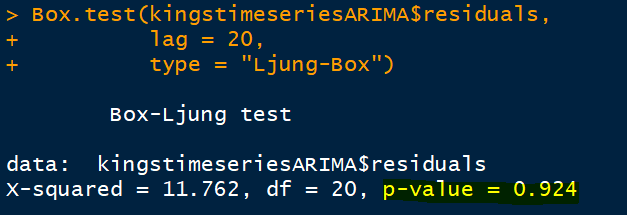 > Box.test(kingstimeseriesARIMA$residuals,
+          lag = 20,
+          type = "Ljung-Box")
        Box-Ljung test
data:  kingstimeseriesARIMA$residuals
X-squared = 11.762, df = 20, p-value = 0.924